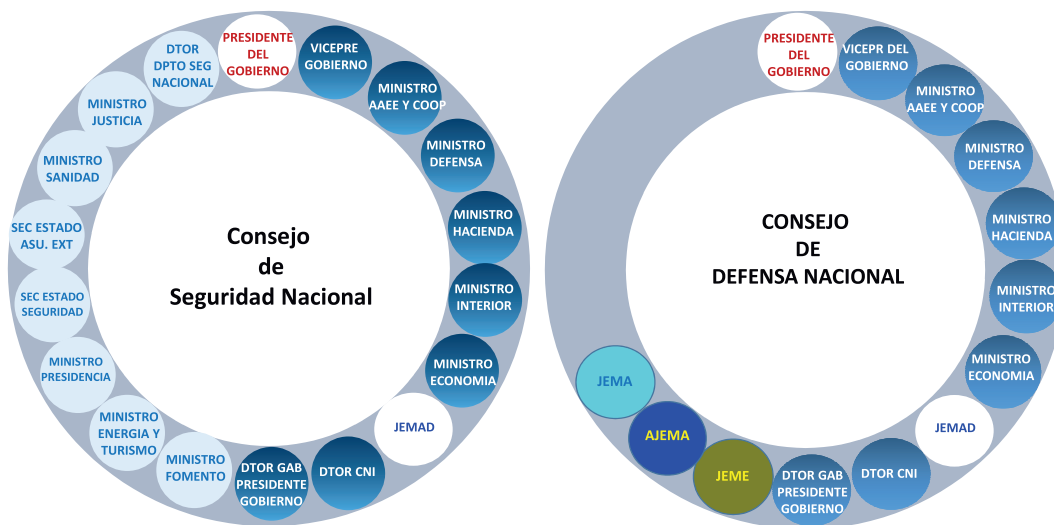 PRESIDENTE
DEL
GOBIERNO
VICEPRE
GOBIERNO
MINISTRO
AAEE Y COOP
MINISTRO
DEFENSA
MINISTRO
HACIENDA
MINISTRO
INTERIOR
MINISTRO
ECONOMIA
JEMAD
DTOR CNI
DTOR GAB
PRESIDENTE
GOBIERNO
MINISTRO
FOMENTO
MINISTRO
ENERGIA Y
TURISMO
MINISTRO
PRESIDENCIA
SEC ESTADO
SEGURIDAD
SEC ESTADO
ASU. EXT
MINISTRO
SANIDAD
MINISTRO
JUSTICIA
DTOR
DPTO SEG
NACIONAL
Consejo
de
Seguridad Nacional
PRESIDENTE
DEL
GOBIERNO
VICEPR DEL
GOBIERNO
MINISTRO
AAEE Y COOP
MINISTRO
DEFENSA
MINISTRO
HACIENDA
MINISTRO
INTERIOR
MINISTRO
ECONOMIA
JEMAD
DTOR CNI
DTOR GAB
PRESIDENTE
GOBIERNO
JEME
AJEMA
JEMA
CONSEJO
DE
DEFENSA NACIONAL